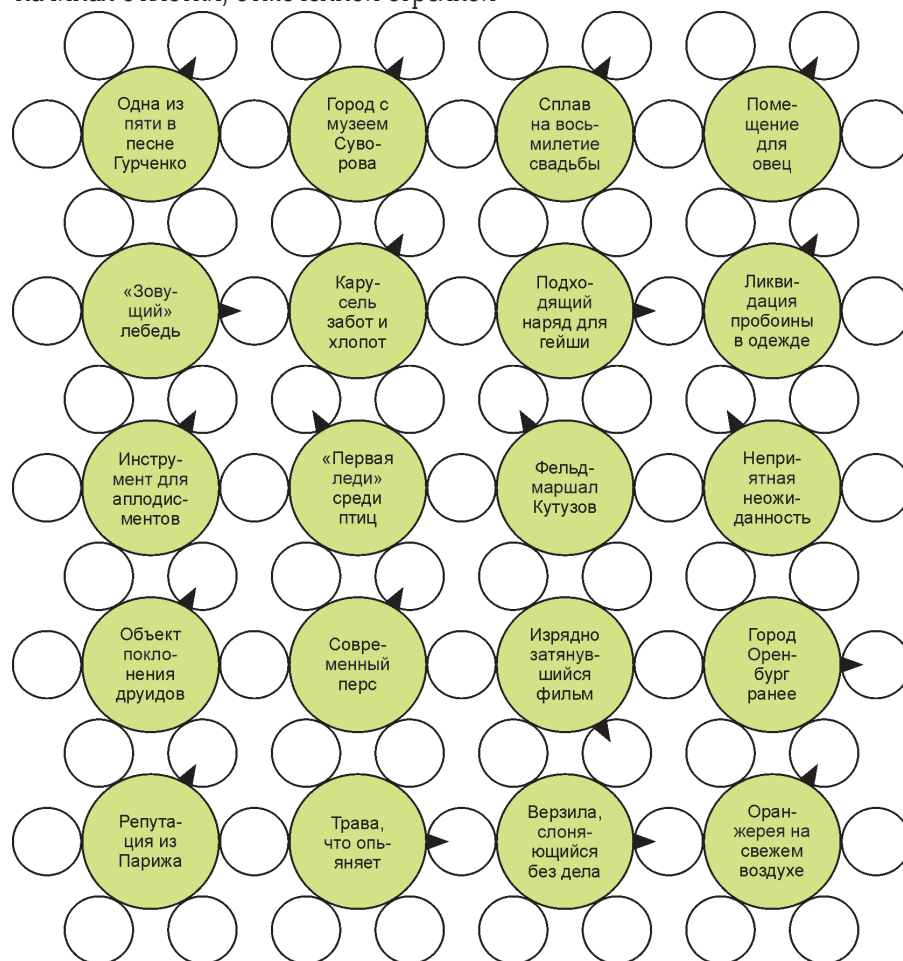 начиная с клетки, отмеченной стрелкой
Одна из
пяти в
песне
Гурченко
Город с
музеем
Суво-
рова
Сплав
на вось-
милетие
свадьбы
Поме-
щение
для
овец
«Зову-
щий»
лебедь
Кару-
сель
забот и
хлопот
Подхо-
дящий
наряд для
гейши
Ликви-
дация
пробоины
в одежде
Инстру-
мент для
аплодис-
ментов
«Первая
леди»
среди
птиц
Фельд-
маршал
Кутузов
Непри-
ятная
неожи-
данность
Объект
покло-
нения
друидов
Совре-
менный
перс
Изрядно
затянув-
шийся
фильм
Город
Орен-
бург
ранее
Репута-
ция из
Парижа
Трава,
что опь-
яняет
Верзила,
слоня-
ющийся
без дела
Оран-
жерея на
свежем
воздухе